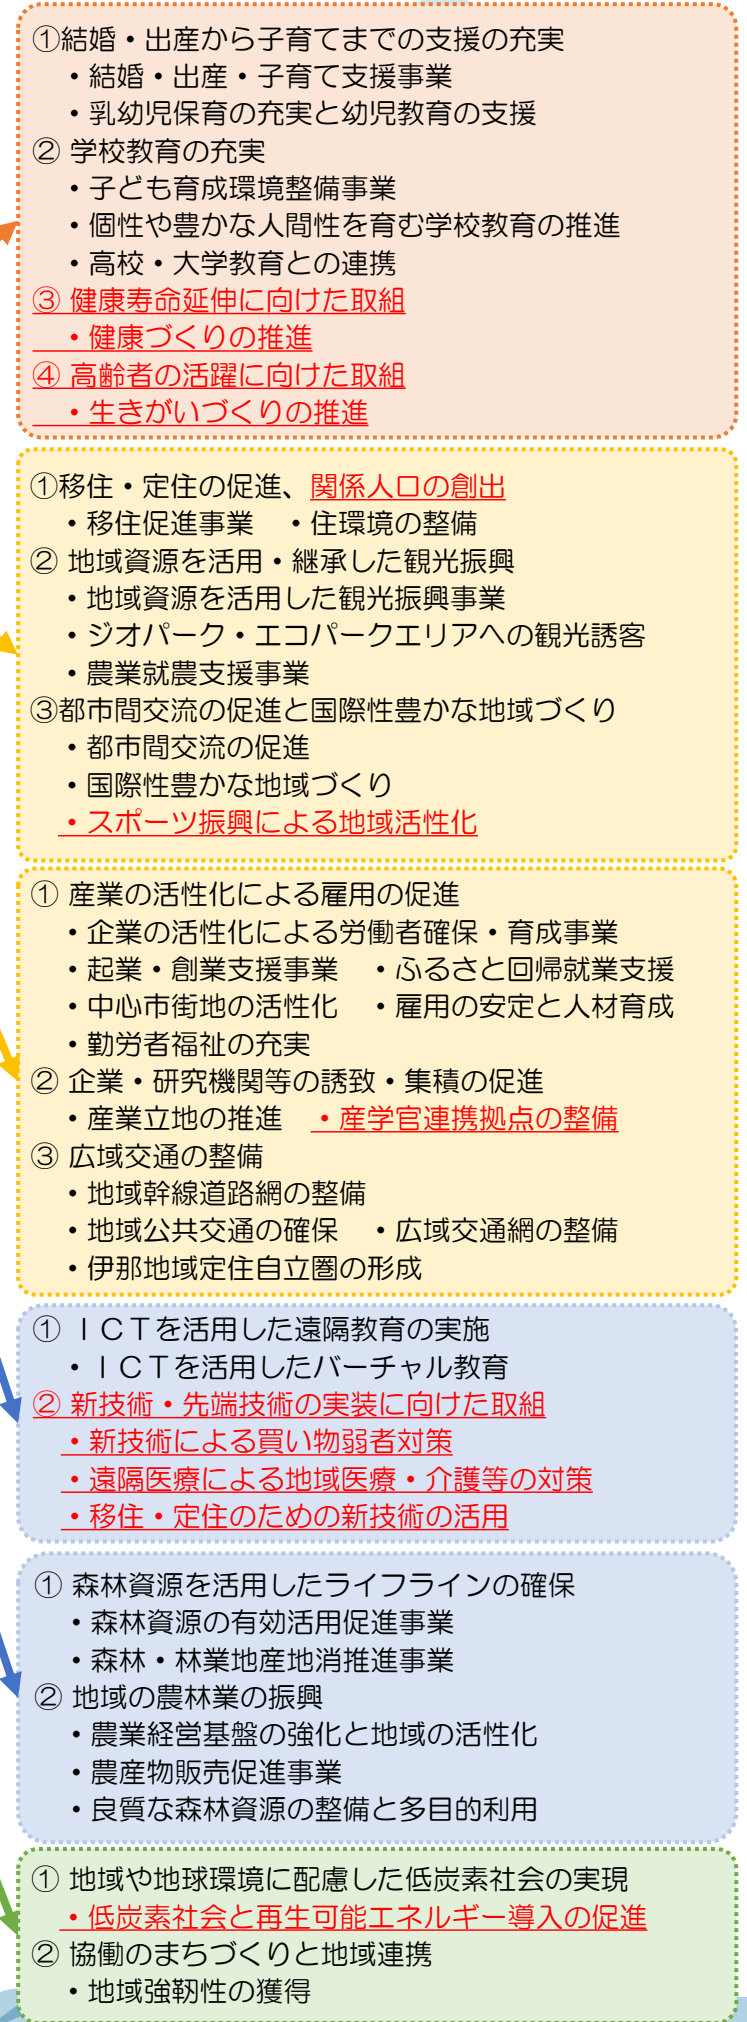 ①結婚・出産から子育てまでの支援の充実
・結婚・出産・子育て支援事業
・乳幼児保育の充実と幼児教育の支援
② 学校教育の充実
・子ども育成環境整備事業
・個性や豊かな人間性を育む学校教育の推進
・高校・大学教育との連携
③ 健康寿命延伸に向けた取組
・健康づくりの推進
④ 高齢者の活躍に向けた取組
・生きがいづくりの推進
①移住・定住の促進、関係人口の創出
・移住促進事業　・住環境の整備
② 地域資源を活用・継承した観光振興
・地域資源を活用した観光振興事業
・ジオパーク・エコパークエリアへの観光誘客
・農業就農支援事業
③都市間交流の促進と国際性豊かな地域づくり
・都市間交流の促進
・国際性豊かな地域づくり
・スポーツ振興による地域活性化
① 産業の活性化による雇用の促進
・企業の活性化による労働者確保・育成事業
・起業・創業支援事業　・ふるさと回帰就業支援
・中心市街地の活性化　・雇用の安定と人材育成
・勤労者福祉の充実
② 企業・研究機関等の誘致・集積の促進
・産業立地の推進　・産学官連携拠点の整備
③ 広域交通の整備
・地域幹線道路網の整備
・地域公共交通の確保　・広域交通網の整備
・伊那地域定住自立圏の形成
① ＩＣＴを活用した遠隔教育の実施
・ＩＣＴを活用したバーチャル教育
② 新技術・先端技術の実装に向けた取組
・新技術による買い物弱者対策
・遠隔医療による地域医療・介護等の対策
・移住・定住のための新技術の活用
① 森林資源を活用したライフラインの確保
・森林資源の有効活用促進事業
・森林・林業地産地消推進事業
② 地域の農林業の振興
・農業経営基盤の強化と地域の活性化
・農産物販売促進事業
・良質な森林資源の整備と多目的利用
① 地域や地球環境に配慮した低炭素社会の実現
・低炭素社会と再生可能エネルギー導入の促進
② 協働のまちづくりと地域連携
・地域強靭性の獲得